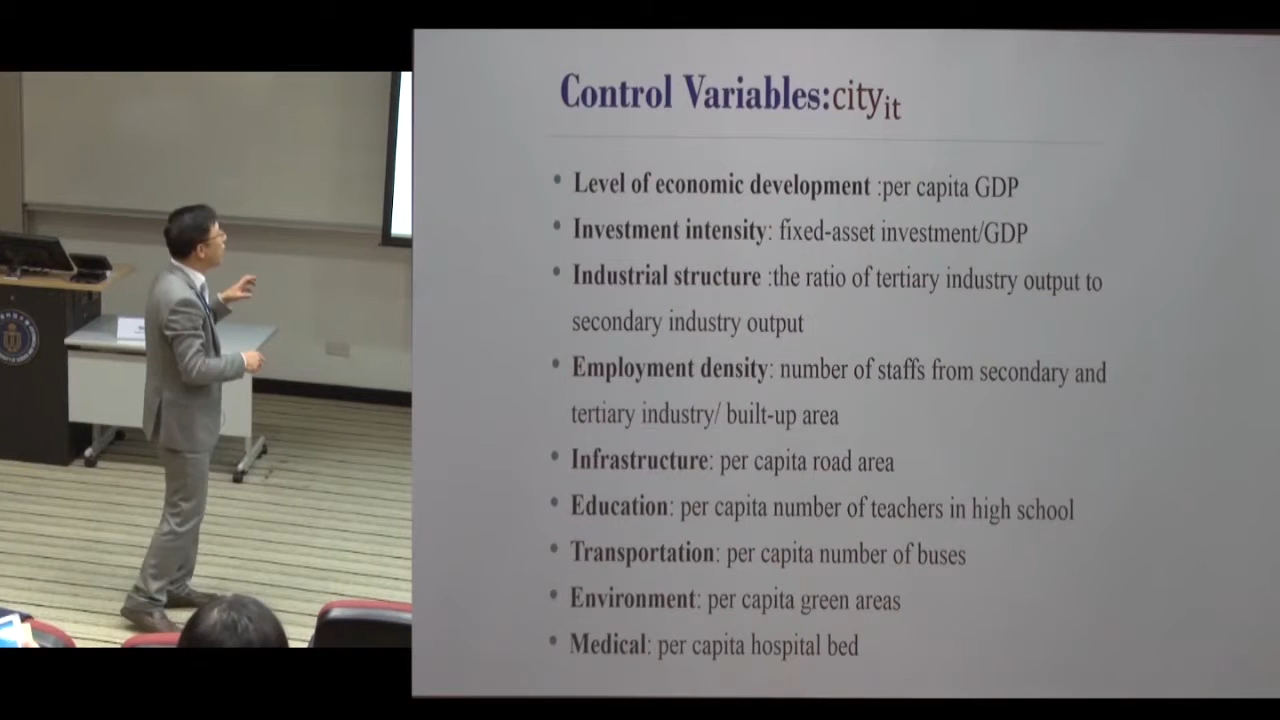 Control Variables:cityit
• Level of economic development :per capita GDP
• Investment intensity: fixed-asset investment/GDP
• Industrial structure :the ratio of tertiary industry output to
secondary industry output
• Employment density: number of staffs from secondary and
tertiary industry/ built-up area
• Infrastructure: per capita road area
• Education: per capita number of teachers in high school
• Transportation: per capita number of buses
• Environment: per capita green areas
• Medical: per capita hospital bed